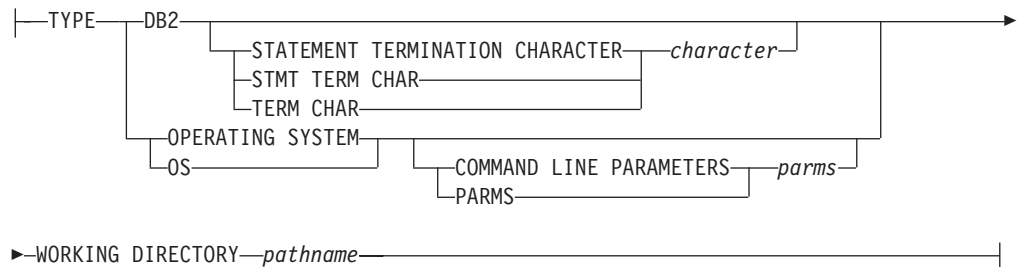 TYPE DB2
STATEMENT TERMINATION CHARACTER character
STMT TERM CHAR
TERM CHAR
OPERATING SYSTEM
OS
COMMAND LINE PARAMETERS parms
PARMS
WORKING DIRECTORY pathname